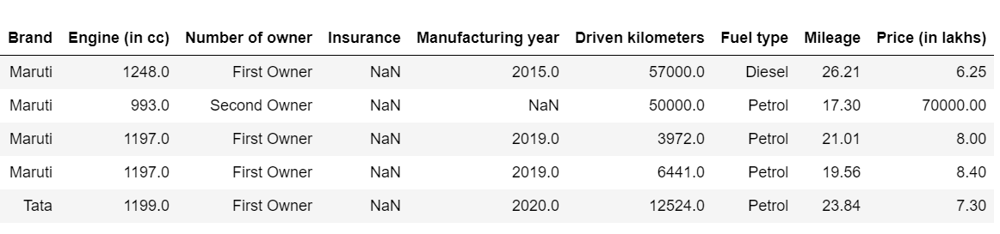 Brand Engine (in cc) Number of owner Insurance Manufacturing year Driven kilometers Fuel type Mileage Price (in lakhs)
Maruti 1248.0 First Owner NaN 2015.0 57000.0 Diesel 26.21 6.25
Maruti 993.0 Second Owner NaN NaN 50000.0 Petrol 17.30 70000.00
Maruti 1197.0 First Owner NaN 2019.0 3972.0 Petrol 21.01 8.00
Maruti 1197.0 First Owner NaN 2019.0 6441.0 Petrol 19.56 8.40
Tata 1199.0 First Owner NaN 2020.0 12524.0 Petrol 23.84 7.30